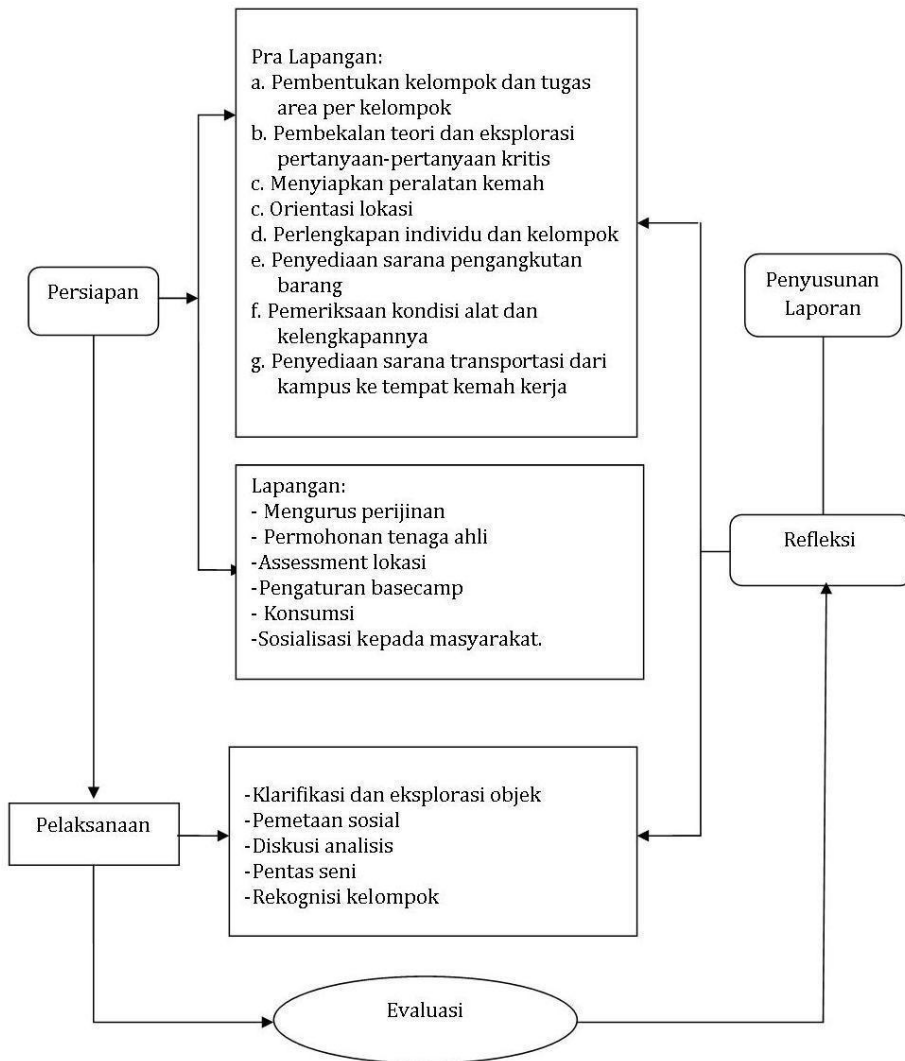 Pra Lapangan:
a. Pembentukan kelompok dan tugas
area per kelompok
b. Pembekalan teori dan eksplorasi
pertanyaan-pertanyaan kritis
c. Menyiapkan peralatan kemah
c. Orientasi lokasi
d. Perlengkapan individu dan kelompok
e. Penyediaan sarana pengangkutan
barang
f. Pemeriksaan kondisi alat dan
kelengkapannya
g. Penyediaan sarana transportasi dari
kampus ke tempat kemah kerja
Persiapan
Penyusunan
Laporan
Lapangan:
- Mengurus perijinan
- Permohonan tenaga ahli
-Assessment lokasi
-Pengaturan basecamp
- Konsumsi
-Sosialisasi kepada masyarakat.
Refleksi
Pelaksanaan
-Klarifikasi dan eksplorasi objek
-Pemetaan sosial
-Diskusi analisis
-Pentas seni
-Rekognisi kelompok
Evaluasi